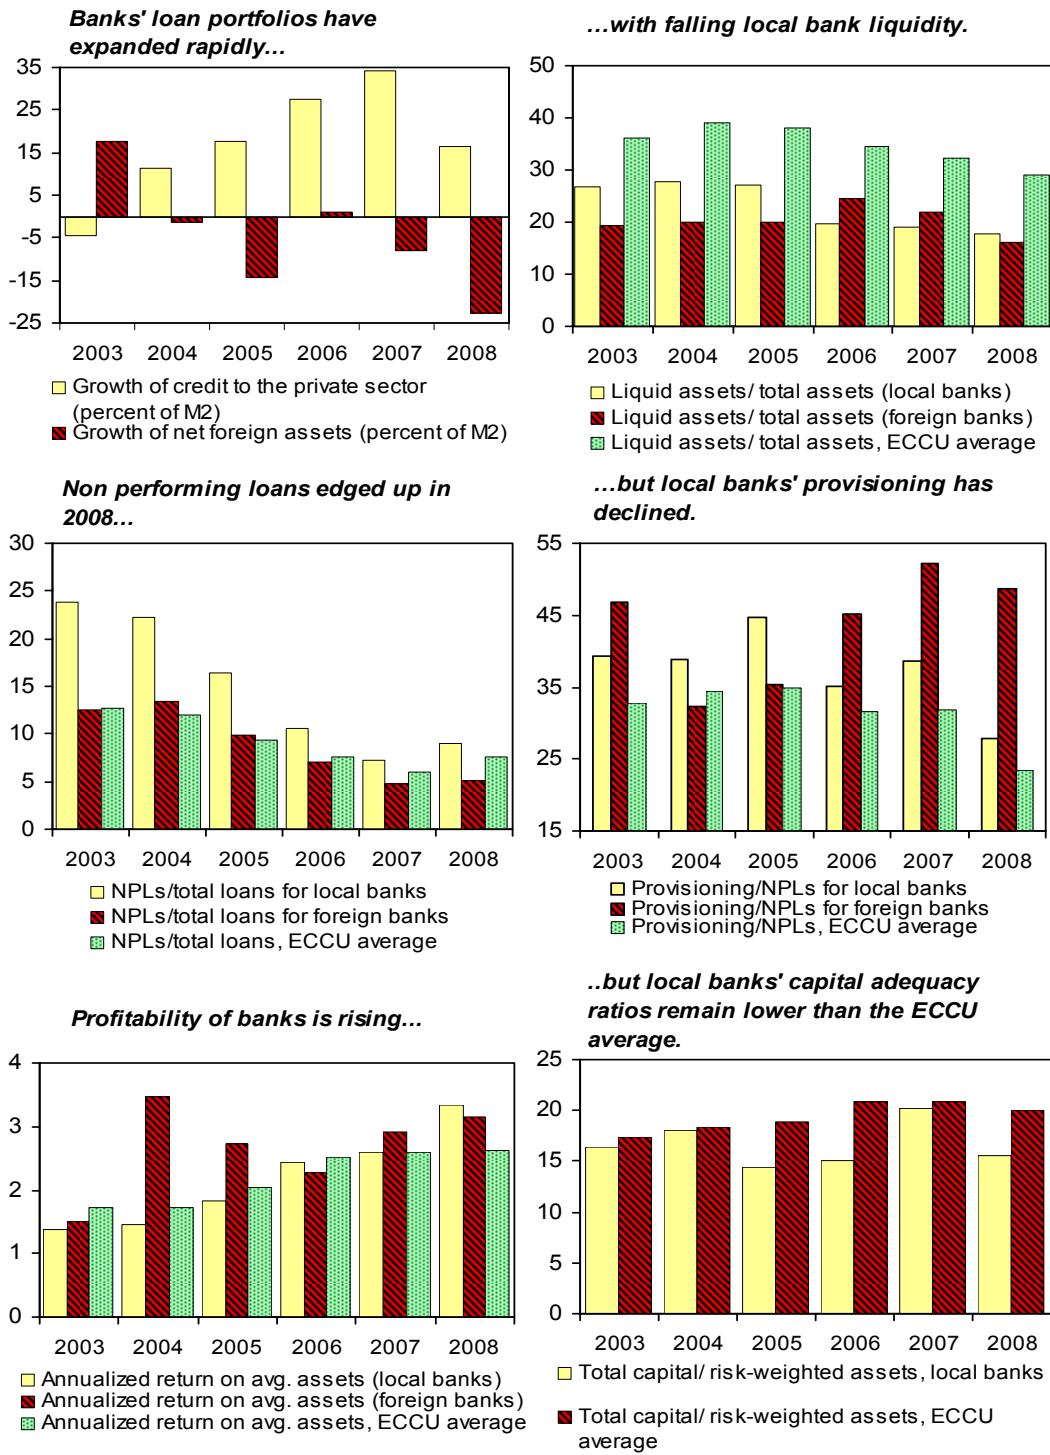 Banks' loan portfolios have
expanded rapidly...
35
25
15
5
-5
-15
-25
2003 2004 2005 2006 2007 2008
Growth of credit to the private sector
(percent of M2)
Growth of net foreign assets (percent of M2)
...with falling local bank liquidity.
50
40
30
20
10
0
2003 2004 2005 2006 2007 2008
Liquid assets/ total assets (local banks)
Liquid assets/ total assets (foreign banks)
Liquid assets/ total assets, ECCU average
Non performing loans edged up in
2008...
30
25
20
15
10
5
0
2003 2004 2005 2006 2007 2008
NPLs/total loans for local banks
NPLs/total loans for foreign banks
NPLs/total loans, ECCU average
...but local banks' provisioning has
declined.
55
45
35
25
15
2003 2004 2005 2006 2007 2008
Provisioning/NPLs for local banks
Provisioning/NPLs for foreign banks
Provisioning/NPLs, ECCU average
Profitability of banks is rising...
4
3
2
1
0
2003 2004 2005 2006 2007 2008
Annualized return on avg. assets (local banks)
Annualized return on avg. assets (foreign banks)
Annualized return on avg. assets, ECCU average
..but local banks' capital adequacy
ratios remain lower than the ECCU
average.
25
20
15
10
5
0
2003 2004 2005 2006 2007 2008
Total capital/ risk-weighted assets, local banks
Total capital/ risk-weighted assets, ECCU
average